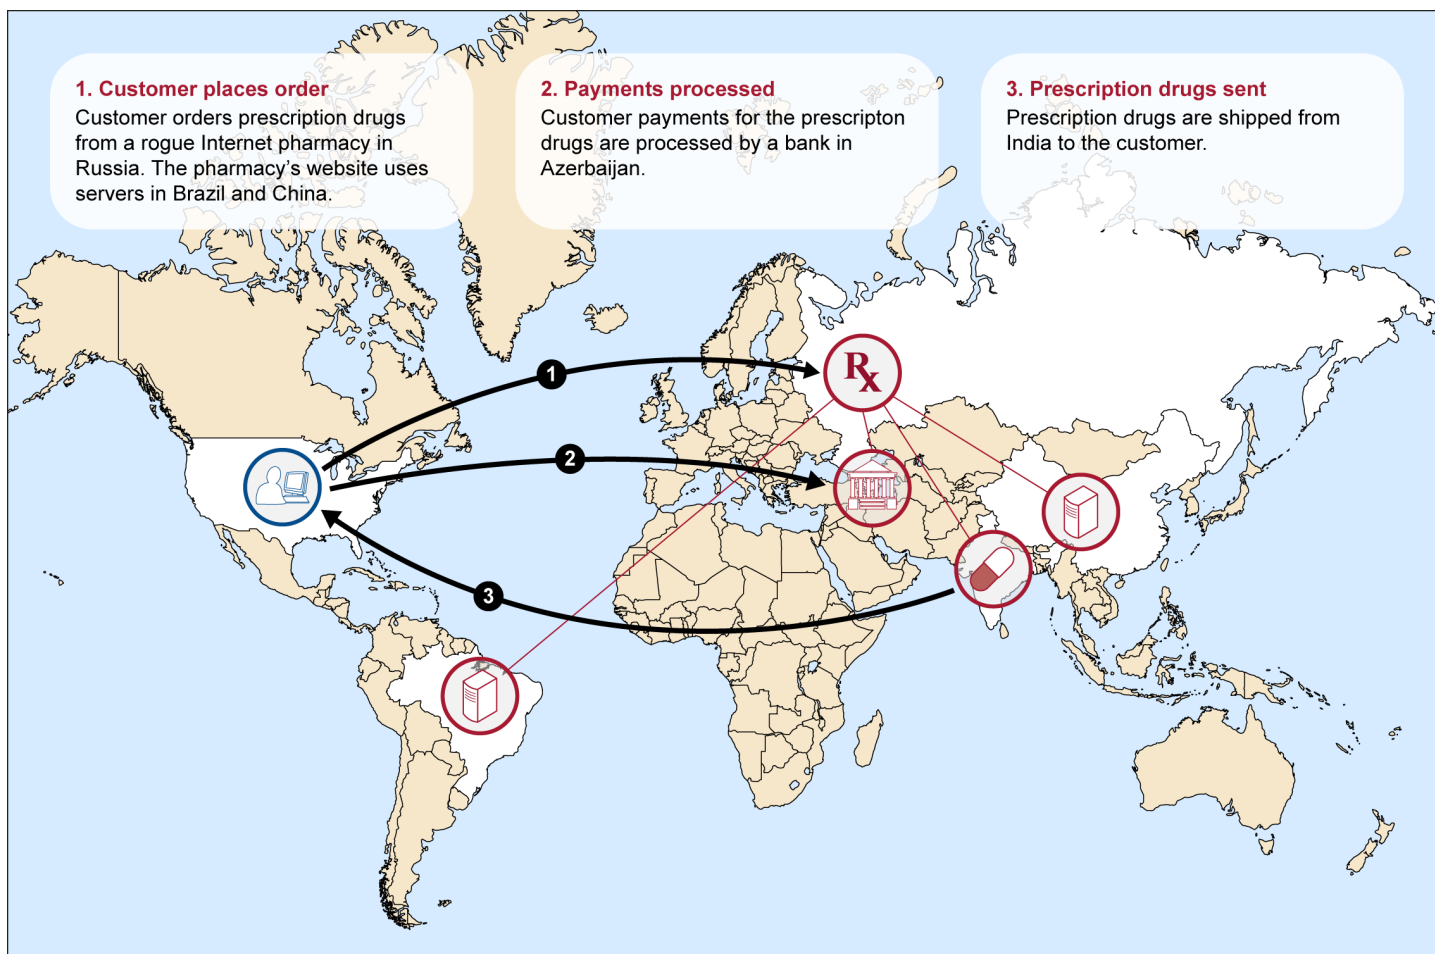 1. Customer places order
Customer orders prescription drugs
from a rogue Internet pharmacy in
Russia. The pharmacy’s website uses
servers in Brazil and China.
2. Payments processed
Customer payments for the prescripton
drugs are processed by a bank in
Azerbaijan.
3. Prescription drugs sent
Prescription drugs are shipped from
India to the customer.
1
Rx
2
3